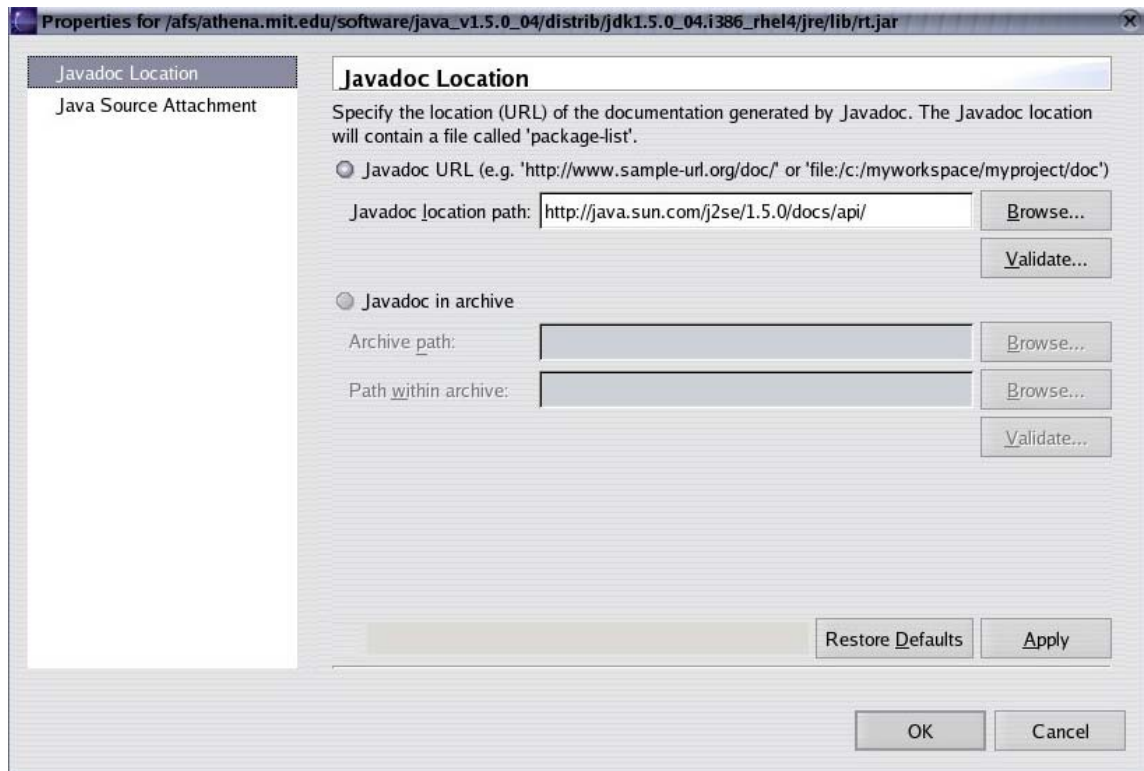 Properties for /afs/athena.mit.edu/software/java_v1.5.0_04/distrib/jdk1.5.0_04.i386_rhel4/jre/lib/rt.jar
Javadoc Location
Java Source Attachment
Javadoc Location
Specify the location (URL) of the documentation generated by Javadoc. The Javadoc location
will contain a file called 'package-list'.
Javadoc URL (e.g. 'http://www.sample-url.org/doc/' or 'file:/c:/myworkspace/myproject/doc')
Javadoc location path: http://java.sun.com/j2se/1.5.0/docs/api/ Browse...
Validate...
Javadoc in archive
Archive path: Browse...
Path within archive: Browse...
Validate...
Restore Defaults Apply
OK Cancel